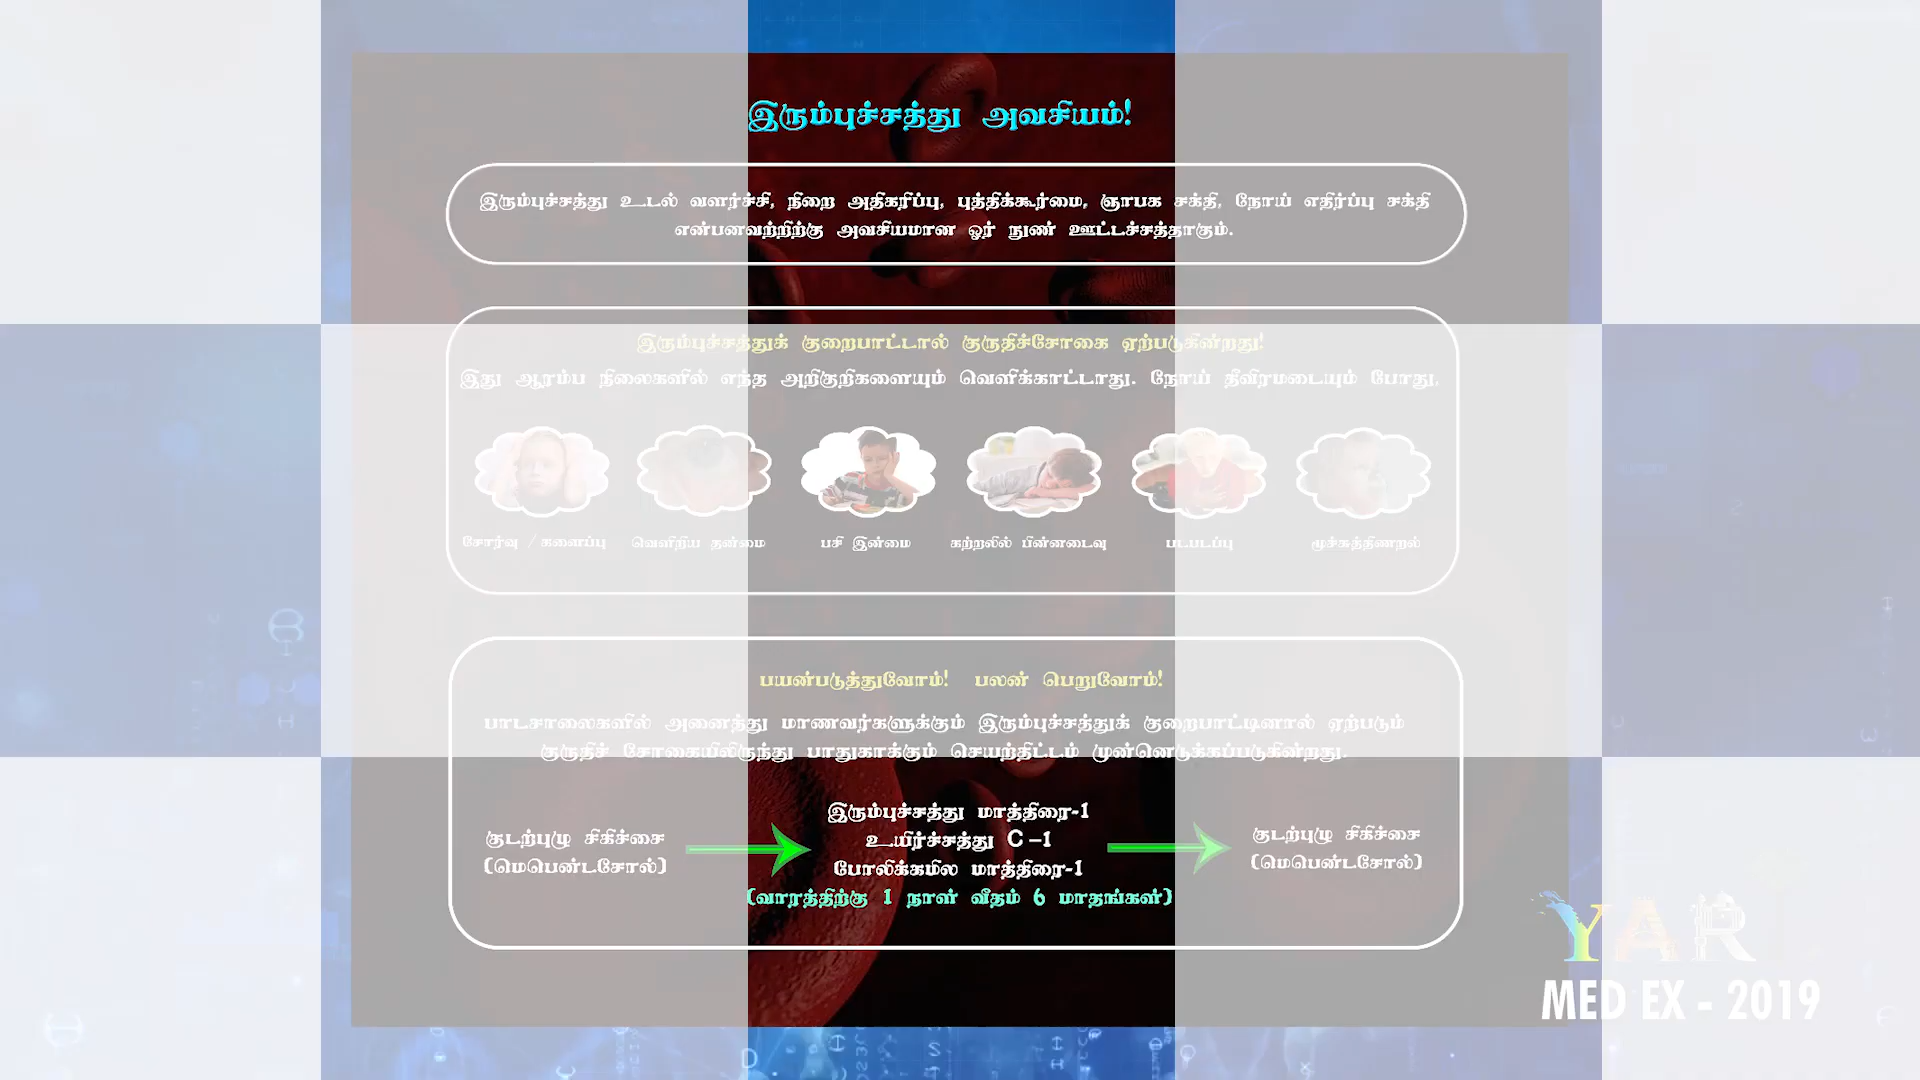 இரும்புச்சத்து அவசியம்!
இரும்புச்சத்து உடல் வளர்ச்சி, நிறை அதிகரிப்பு, புத்திக்கூர்மை, ஞாபக சக்தி, நோய் எதிர்ப்பு சக்தி
என்பனவற்றிற்கு அவசியமான ஓர் நுண் ஊட்டச்சத்தாகும்.
இரும்புச்சத்துக் குறைபாட்டால் குருதிச்சோகை ஏற்படுகின்றது!
இது ஆரம்ப நிலைகளில் எந்த அறிகுறிகளையும் வெளிக்காட்டாது. நோய் தீவிரமடையும் போது,
சோர்வு / களைப்பு
வெளிறிய தன்மை
பசி இன்மை
கற்றலில் பின்னடைவு
படபடப்பு
மூச்சுத்திணறல்
பயன்படுத்துவோம்! பலன் பெறுவோம்!
பாடசாலைகளில் அனைத்து மாணவர்களுக்கும் இரும்புச்சத்துக் குறைபாட்டினால் ஏற்படும்
குருதிச் சோகையிலிருந்து பாதுகாக்கும் செயற்திட்டம் முன்னெடுக்கப்படுகின்றது.
குடற்புழு சிகிச்சை
(மெபென்டசோல்)
இரும்புச்சத்து மாத்திரை-1
உயிர்ச்சத்து C -1
போலிக்கமில மாத்திரை-1
(வாரத்திற்கு 1 நாள் வீதம் 6 மாதங்கள்)
குடற்புழு சிகிச்சை
(மெபென்டசோல்)
YARL
MED EX - 2019